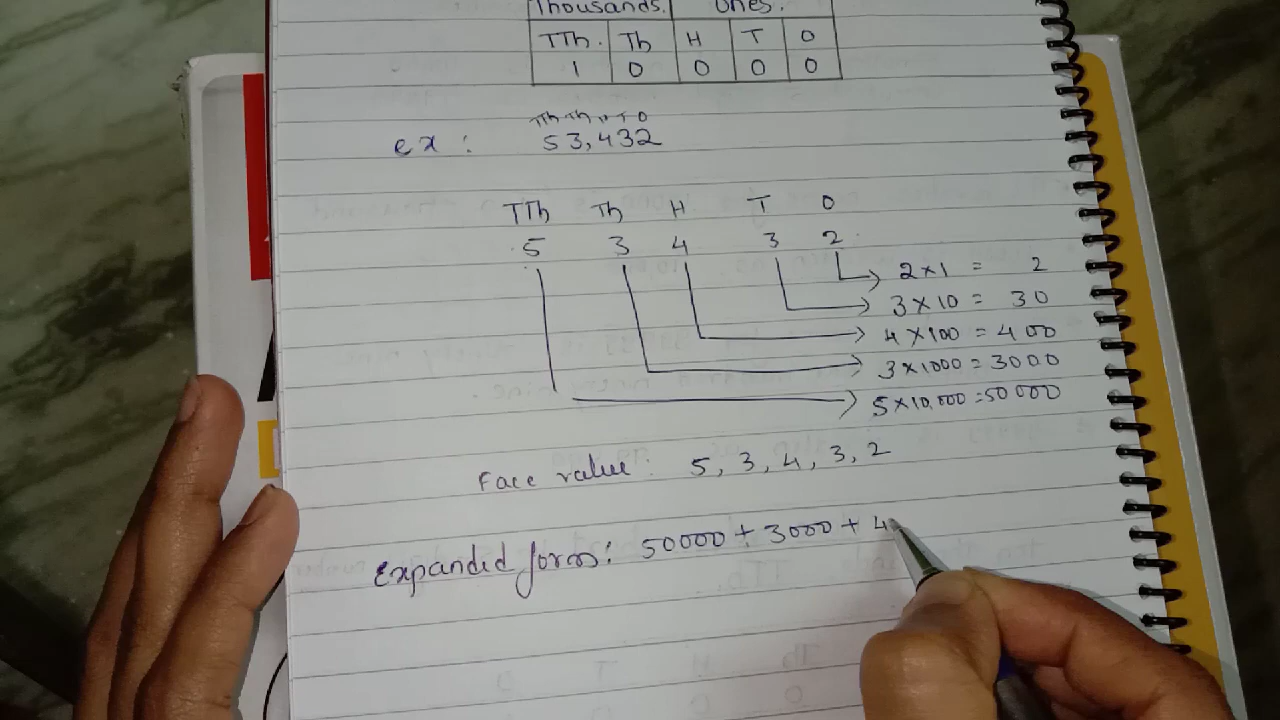 Thousands. Ones.
TTh. Th H T O
1 0 0 0 0
TTh Th H T O
ex : 53,432
TTh Th H T O
5 3 4 3 2
2×1 = 2
3×10 = 30
4×100 = 400
3×1000 = 3000
5×10,000 = 50000
Face value: 5, 3, 4, 3, 2
Expanded form: 50000 + 3000 + 4